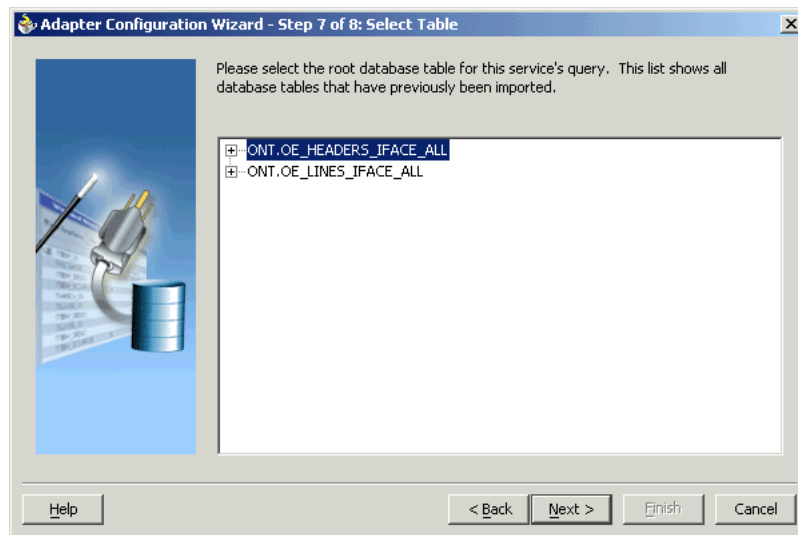 Adapter Configuration Wizard - Step 7 of 8: Select Table
Please select the root database table for this service's query. This list shows all
database tables that have previously been imported.
ONT.OE_HEADERS_IFACE_ALL
ONT.OE_LINES_IFACE_ALL
Help
< Back
Next >
Finish
Cancel